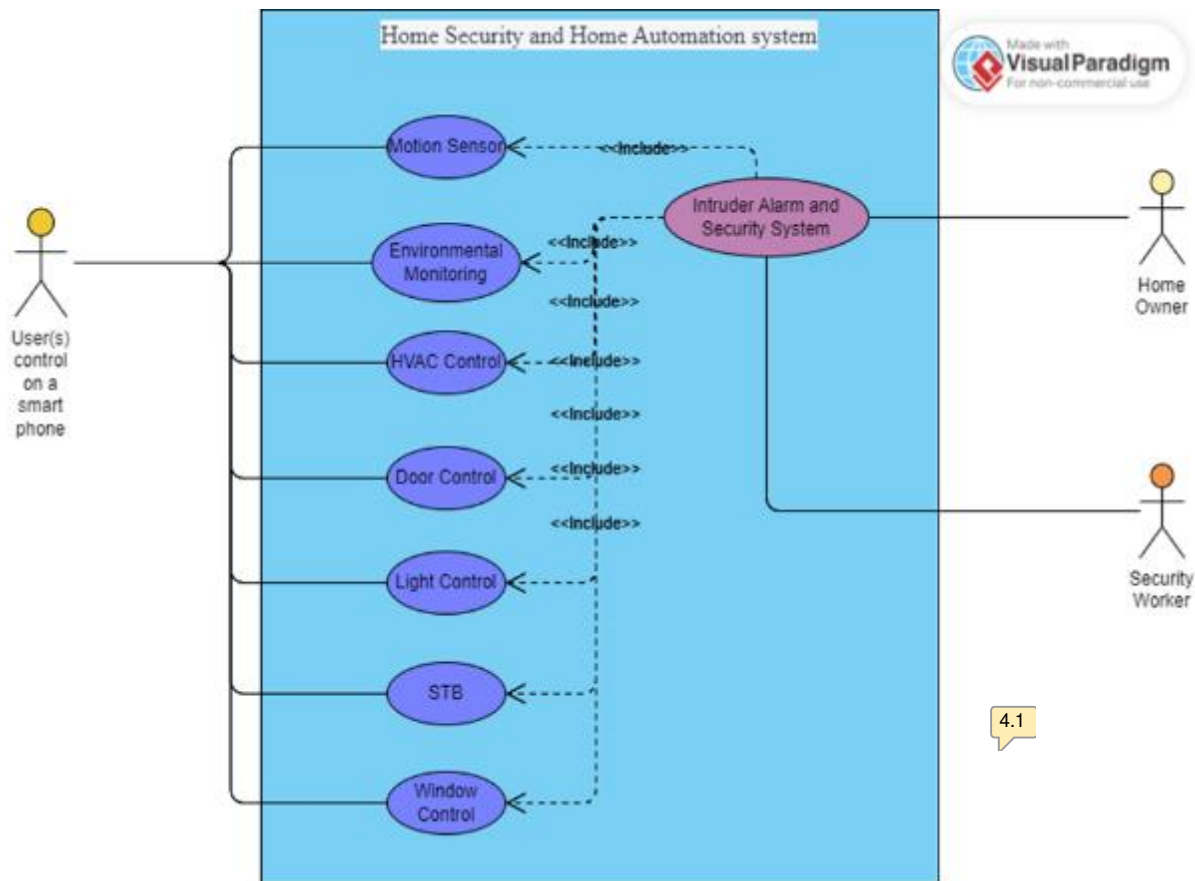 Home Security and Home Automation system
Made with
Visual Paradigm
For non-commercial use
Motion Sensor
<<Include>>
Intruder Alarm and
Security System
Environmental
Monitoring
<<Include>>
<<Include>>
HVAC Control
<<Include>>
<<Include>>
Door Control
<<Include>>
<<Include>>
Light Control
STB
Window
Control
User(s)
control
on a
smart
phone
Home
Owner
Security
Worker
4.1